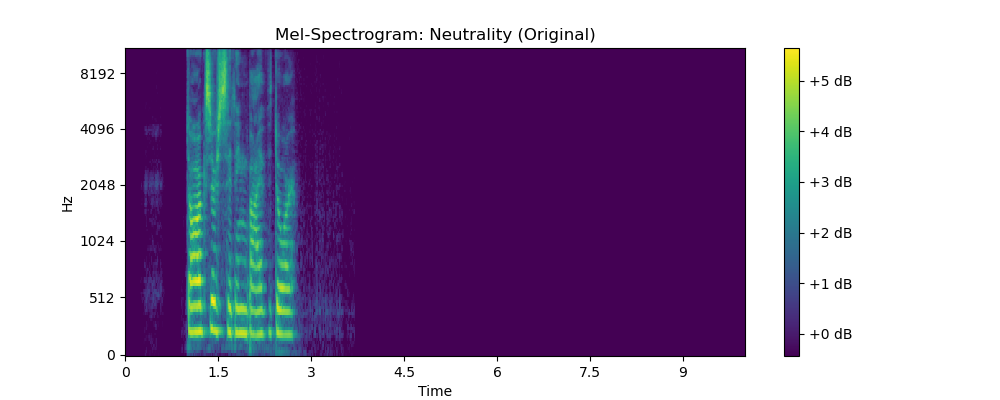 Mel-Spectrogram: Neutrality (Original)
Hz
8192
4096
2048
1024
512
0
0 1.5 3 4.5 6 7.5 9
Time
+5 dB
+4 dB
+3 dB
+2 dB
+1 dB
+0 dB